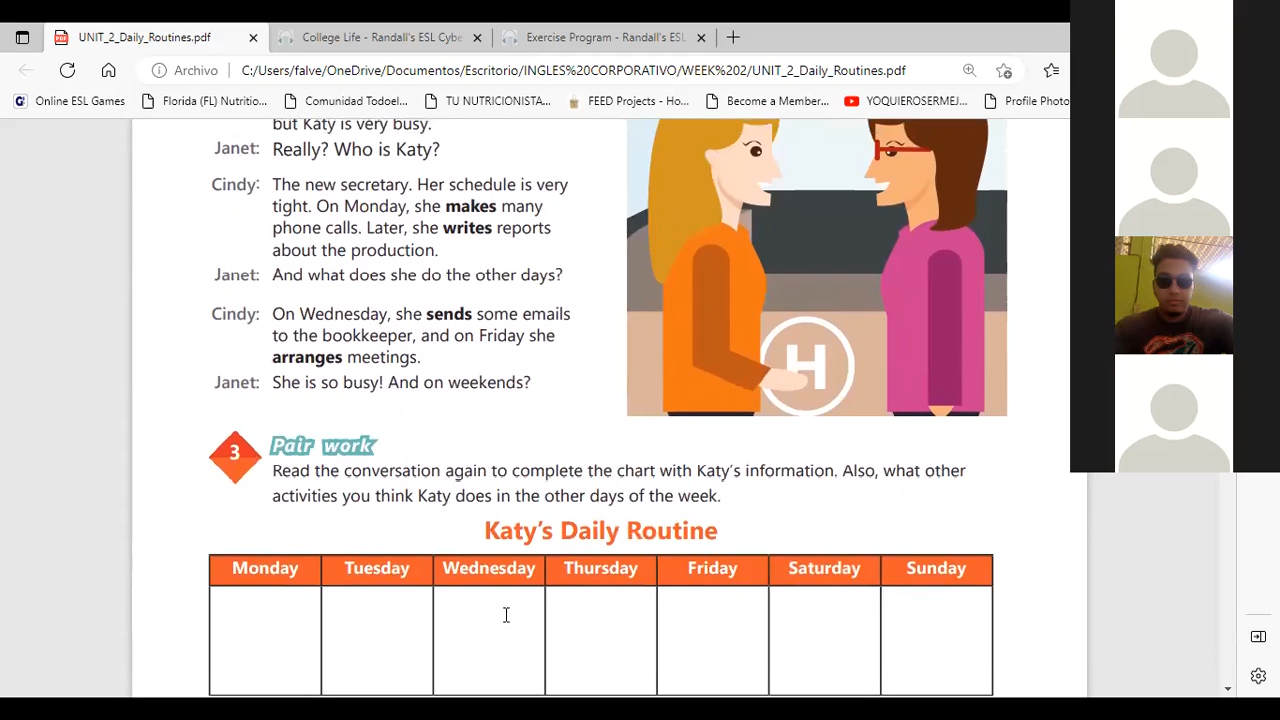 UNIT_2_Daily_Routines.pdf
College Life - Randall's ESL Cybe
Exercise Program - Randall's ESL
Archivo
C:/Users/falve/OneDrive/Documentos/Escritorio/INGLES%20CORPORATIVO/WEEK%202/UNIT_2_Daily_Routines.pdf
Online ESL Games
Florida (FL) Nutritio...
Comunidad Todoel...
TU NUTRICIONISTA...
FEED Projects - Ho...
Become a Member...
YOQUIEROSERMEJ...
Profile Photo
but Katy is very busy.
Janet: Really? Who is Katy?
Cindy: The new secretary. Her schedule is very
tight. On Monday, she makes many
phone calls. Later, she writes reports
about the production.
Janet: And what does she do the other days?
Cindy: On Wednesday, she sends some emails
to the bookkeeper, and on Friday she
arranges meetings.
Janet: She is so busy! And on weekends?
H
3 Pair work
Read the conversation again to complete the chart with Katy's information. Also, what other
activities you think Katy does in the other days of the week.
Katy's Daily Routine
Monday Tuesday Wednesday Thursday Friday Saturday Sunday